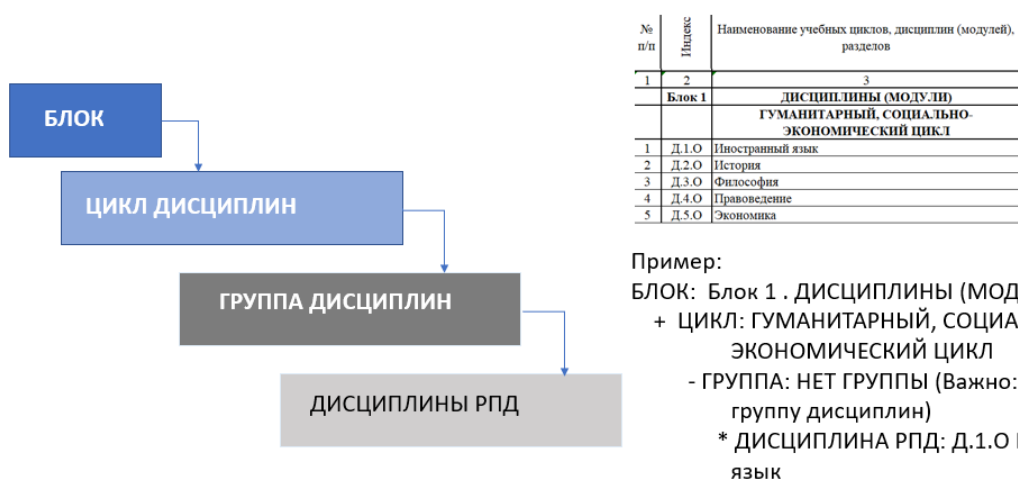 БЛОК
ЦИКЛ ДИСЦИПЛИН
ГРУППА ДИСЦИПЛИН
ДИСЦИПЛИНЫ РПД
№ п/п Индекс Наименование учебных циклов, дисциплин (модулей), разделов
1 2 3
Блок 1 ДИСЦИПЛИНЫ (МОДУЛИ)
ГУМАНИТАРНЫЙ, СОЦИАЛЬНО-
ЭКОНОМИЧЕСКИЙ ЦИКЛ
1 Д.1.О Иностранный язык
2 Д.2.О История
3 Д.3.О Философия
4 Д.4.О Правоведение
5 Д.5.О Экономика
Пример:
БЛОК: Блок 1 . ДИСЦИПЛИНЫ (МОД
+ ЦИКЛ: ГУМАНИТАРНЫЙ, СОЦИА
ЭКОНОМИЧЕСКИЙ ЦИКЛ
- ГРУППА: НЕТ ГРУППЫ (Важно:
группу дисциплин)
* ДИСЦИПЛИНА РПД: Д.1.О
язык